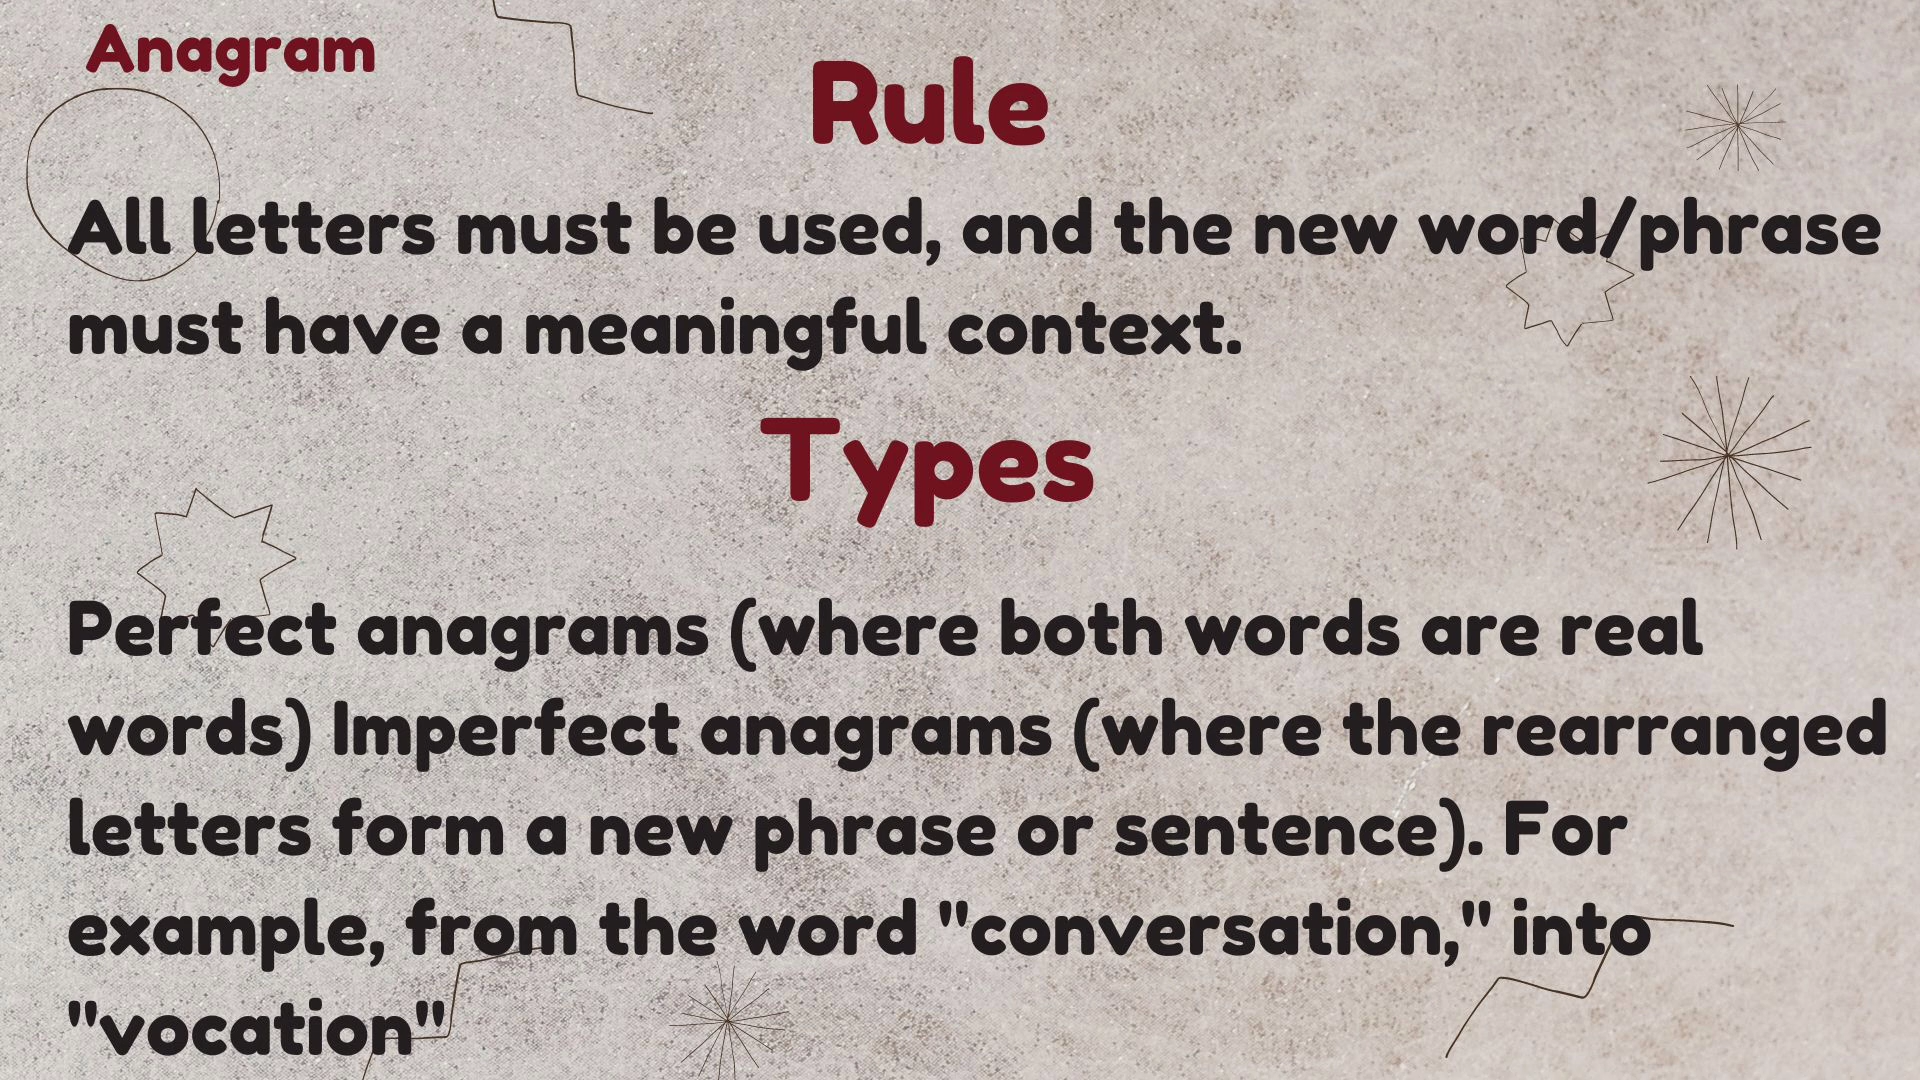 Anagram
Rule
All letters must be used, and the new word/phrase
must have a meaningful context.
Types
Perfect anagrams (where both words are real
words) Imperfect anagrams (where the rearranged
letters form a new phrase or sentence). For
example, from the word "conversation," into
"vocation"